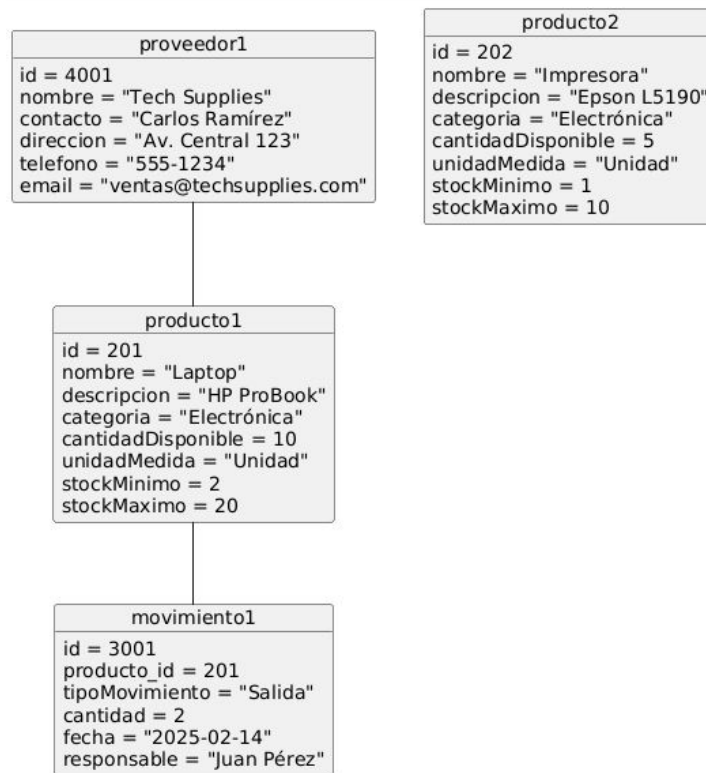 proveedor1
id = 4001
nombre = "Tech Supplies"
contacto = "Carlos Ramírez"
direccion = "Av. Central 123"
telefono = "555-1234"
email = "ventas@techsupplies.com"
producto2
id = 202
nombre = "Impresora"
descripcion = "Epson L5190"
categoria = "Electrónica"
cantidadDisponible = 5
unidadMedida = "Unidad"
stockMinimo = 1
stockMaximo = 10
producto1
id = 201
nombre = "Laptop"
descripcion = "HP ProBook"
categoria = "Electrónica"
cantidadDisponible = 10
unidadMedida = "Unidad"
stockMinimo = 2
stockMaximo = 20
movimiento1
id = 3001
producto_id = 201
tipoMovimiento = "Salida"
cantidad = 2
fecha = "2025-02-14"
responsable = "Juan Pérez"